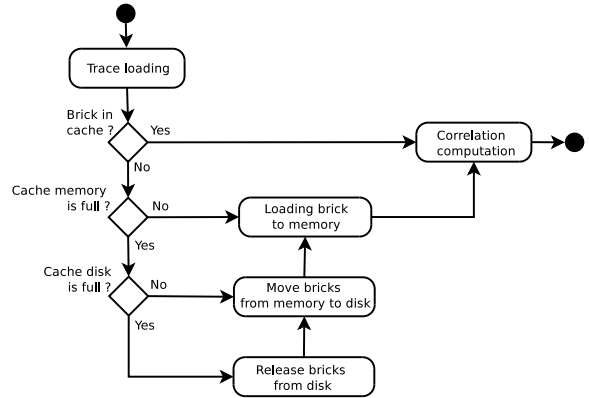 Trace loading
Brick in
cache ?
Yes
Correlation
computation
No
Cache memory
is full ?
No
Loading brick
to memory
Yes
Cache disk
is full ?
No
Move bricks
from memory to disk
Yes
Release bricks
from disk